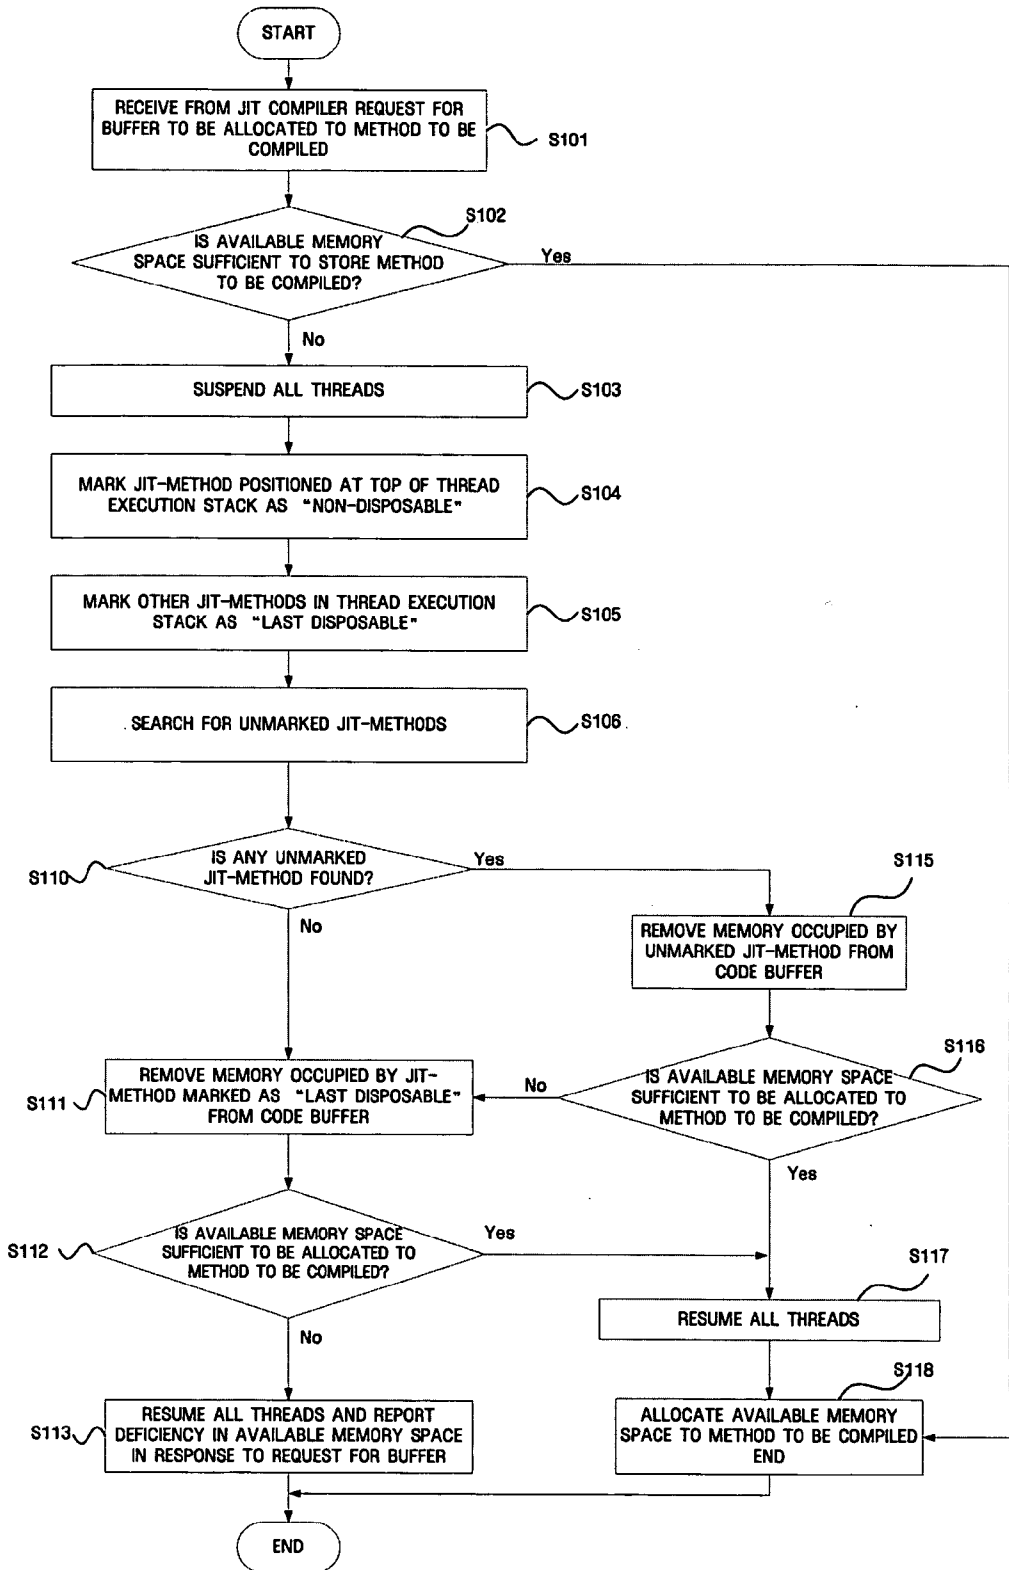 START
RECEIVE FROM JIT COMPILER REQUEST FOR
BUFFER TO BE ALLOCATED TO METHOD TO BE
COMPILED
S101
S102
IS AVAILABLE MEMORY
SPACE SUFFICIENT TO STORE METHOD
TO BE COMPILED?
Yes
No
SUSPEND ALL THREADS
S103
MARK JIT-METHOD POSITIONED AT TOP OF THREAD
EXECUTION STACK AS "NON-DISPOSABLE"
S104
MARK OTHER JIT-METHODS IN THREAD EXECUTION
STACK AS "LAST DISPOSABLE"
S105
SEARCH FOR UNMARKED JIT-METHODS
S106
S110
IS ANY UNMARKED
JIT-METHOD FOUND?
Yes
No
S115
REMOVE MEMORY OCCUPIED BY
UNMARKED JIT-METHOD FROM
CODE BUFFER
S116
IS AVAILABLE MEMORY SPACE
SUFFICIENT TO BE ALLOCATED TO
METHOD TO BE COMPILED?
No
Yes
S111
REMOVE MEMORY OCCUPIED BY JIT-
METHOD MARKED AS "LAST DISPOSABLE"
FROM CODE BUFFER
S112
IS AVAILABLE MEMORY SPACE
SUFFICIENT TO BE ALLOCATED TO
METHOD TO BE COMPILED?
Yes
No
S117
RESUME ALL THREADS
S118
ALLOCATE AVAILABLE MEMORY
SPACE TO METHOD TO BE COMPILED
END
S113
RESUME ALL THREADS AND REPORT
DEFICIENCY IN AVAILABLE MEMORY SPACE
IN RESPONSE TO REQUEST FOR BUFFER
END